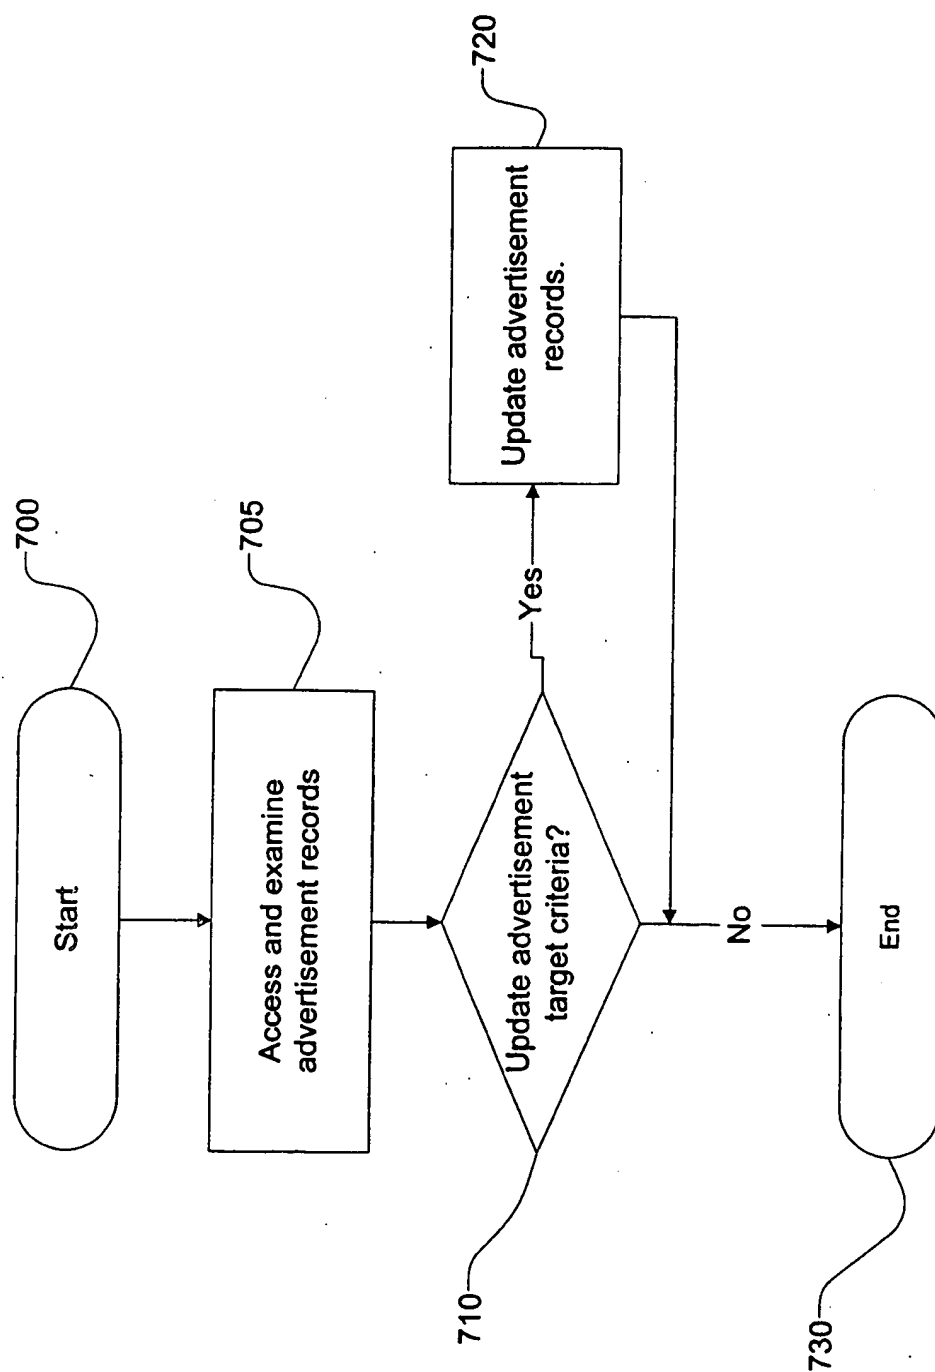 700
Start
705
Access and examine
advertisement records
710
Update advertisement
target criteria?
Yes
720
Update advertisement
records.
No
730
End